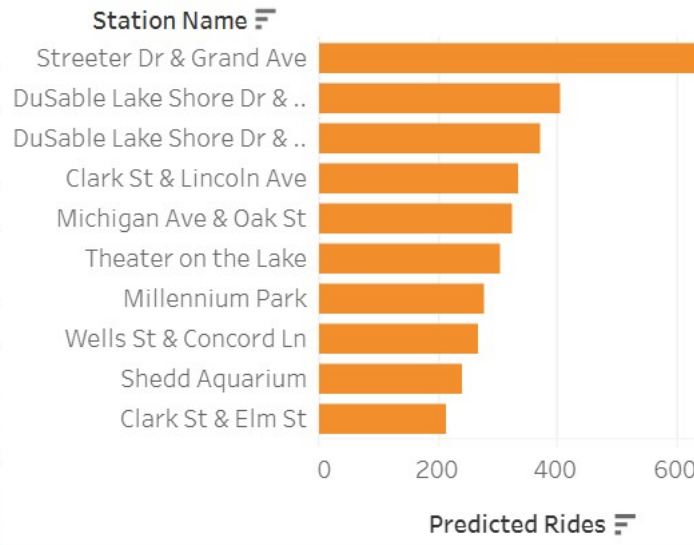 Station Name
Streeter Dr & Grand Ave
DuSable Lake Shore Dr & ..
DuSable Lake Shore Dr & ..
Clark St & Lincoln Ave
Michigan Ave & Oak St
Theater on the Lake
Millennium Park
Wells St & Concord Ln
Shedd Aquarium
Clark St & Elm St
0 200 400 600
Predicted Rides